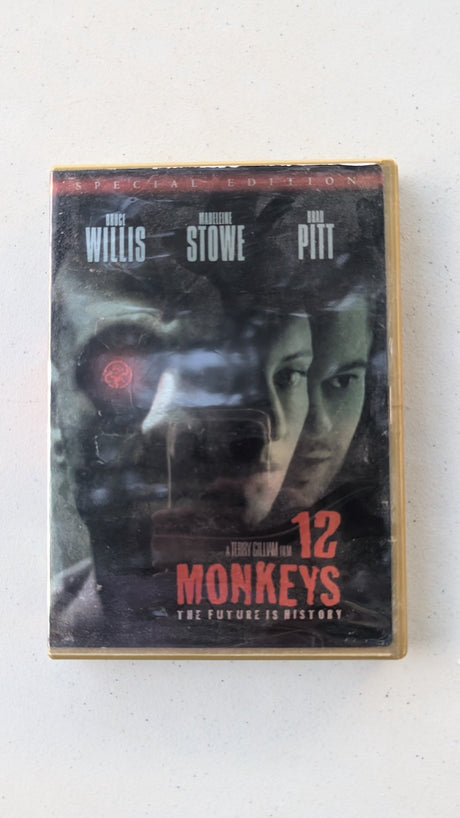 SPECIAL EDITION
BRUCE MADELEINE BRAD
WILLIS STOWE PITT
A TERRY GILLIAM FILM 12
MONKEYS
THE FUTURE IS HISTORY